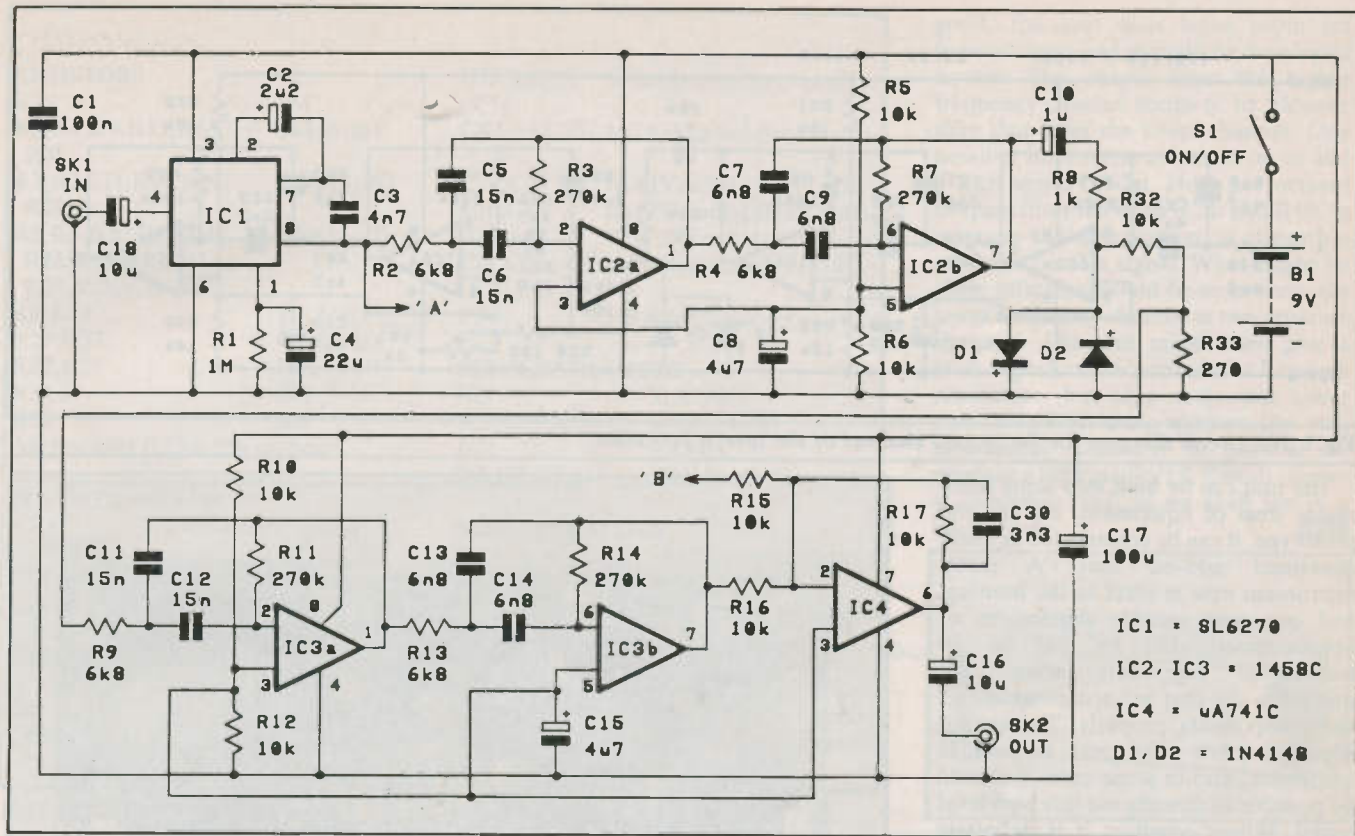 C1
100n
SK1
IN
C18
10u
C2
2u2
3
2
4
IC1
7
8
6
1
R1
1M
C4
22u
C3
4n7
R2
6k8
'A'
C5
15n
C6
15n
R3
270k
2
8
IC2a
1
3
4
R4
6k8
C7
6n8
C9
6n8
C8
4u7
R5
10k
R7
270k
6
IC2b
5
R6
10k
C10
1u
R8
1k
D1
D2
R32
10k
R33
270
S1
ON/OFF
B1
9V
R10
10k
C11
15n
C12
15n
R9
6k8
R11
270k
2
8
IC3a
1
3
4
R12
10k
C13
6n8
C14
6n8
R13
6k8
R14
270k
6
IC3b
7
5
C15
4u7
'B'
R15
10k
R16
10k
R17
10k
C30
3n3
2
7
IC4
6
3
4
C17
100u
C16
10u
SK2
OUT
IC1 = SL6270
IC2,IC3 = 1458C
IC4 = uA741C
D1,D2 = 1N4148